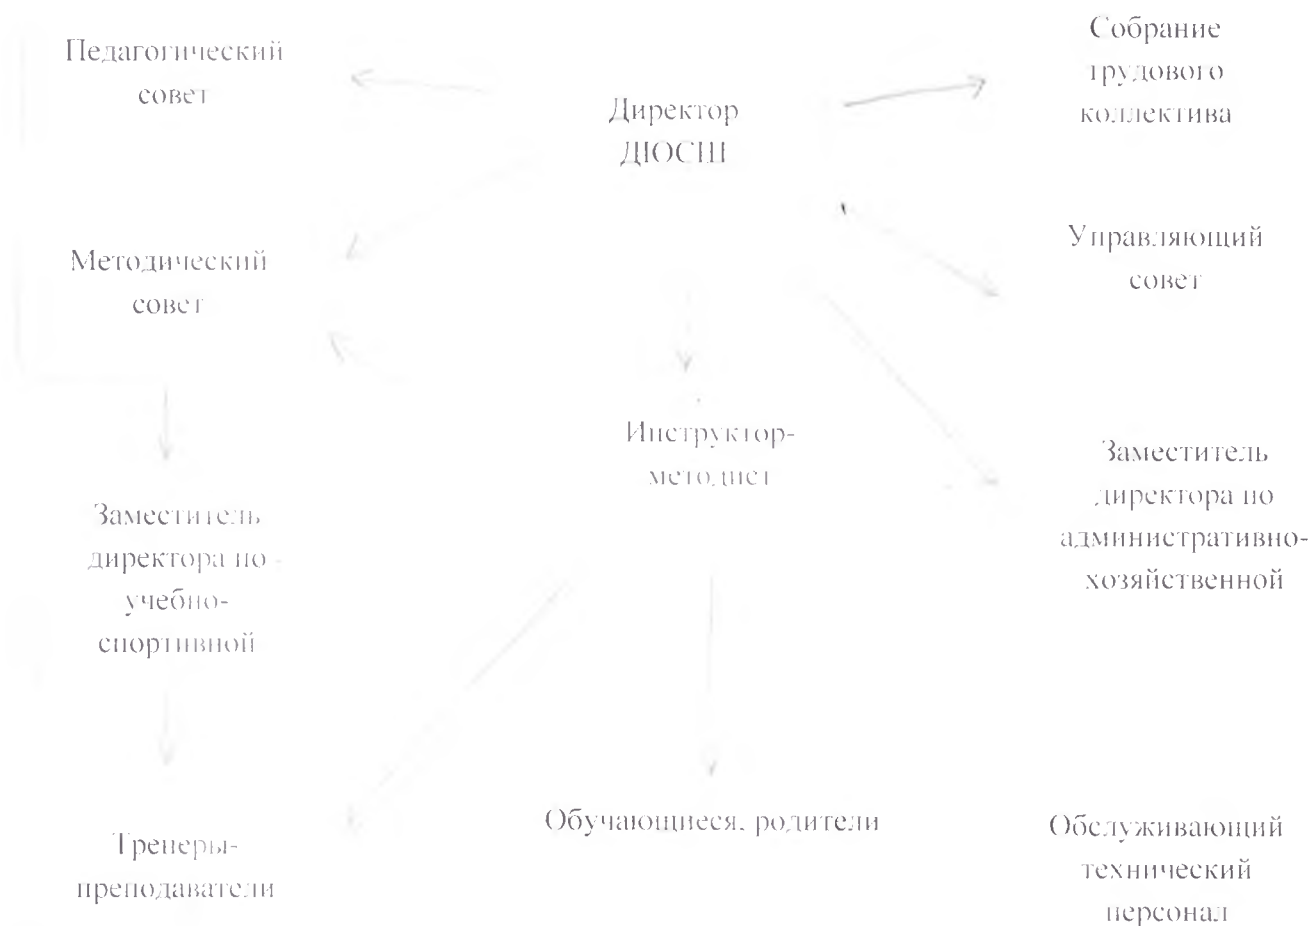 Педагогический
совет
Директор
ДЮСШ
Собрание
трудового
коллектива
Методический
совет
Управляющий
совет
Инструктор-
методист
Заместитель
директора по -
учебно-
спортивной
Заместитель
директора по
административно-
хозяйственной
Тренеры-
преподаватели
Обучающиеся, родители
Обслуживающий
технический
персонал